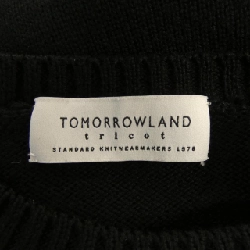 TOMORROWLAND
tricot
STANDARD KNITWEARMAKERS 1978